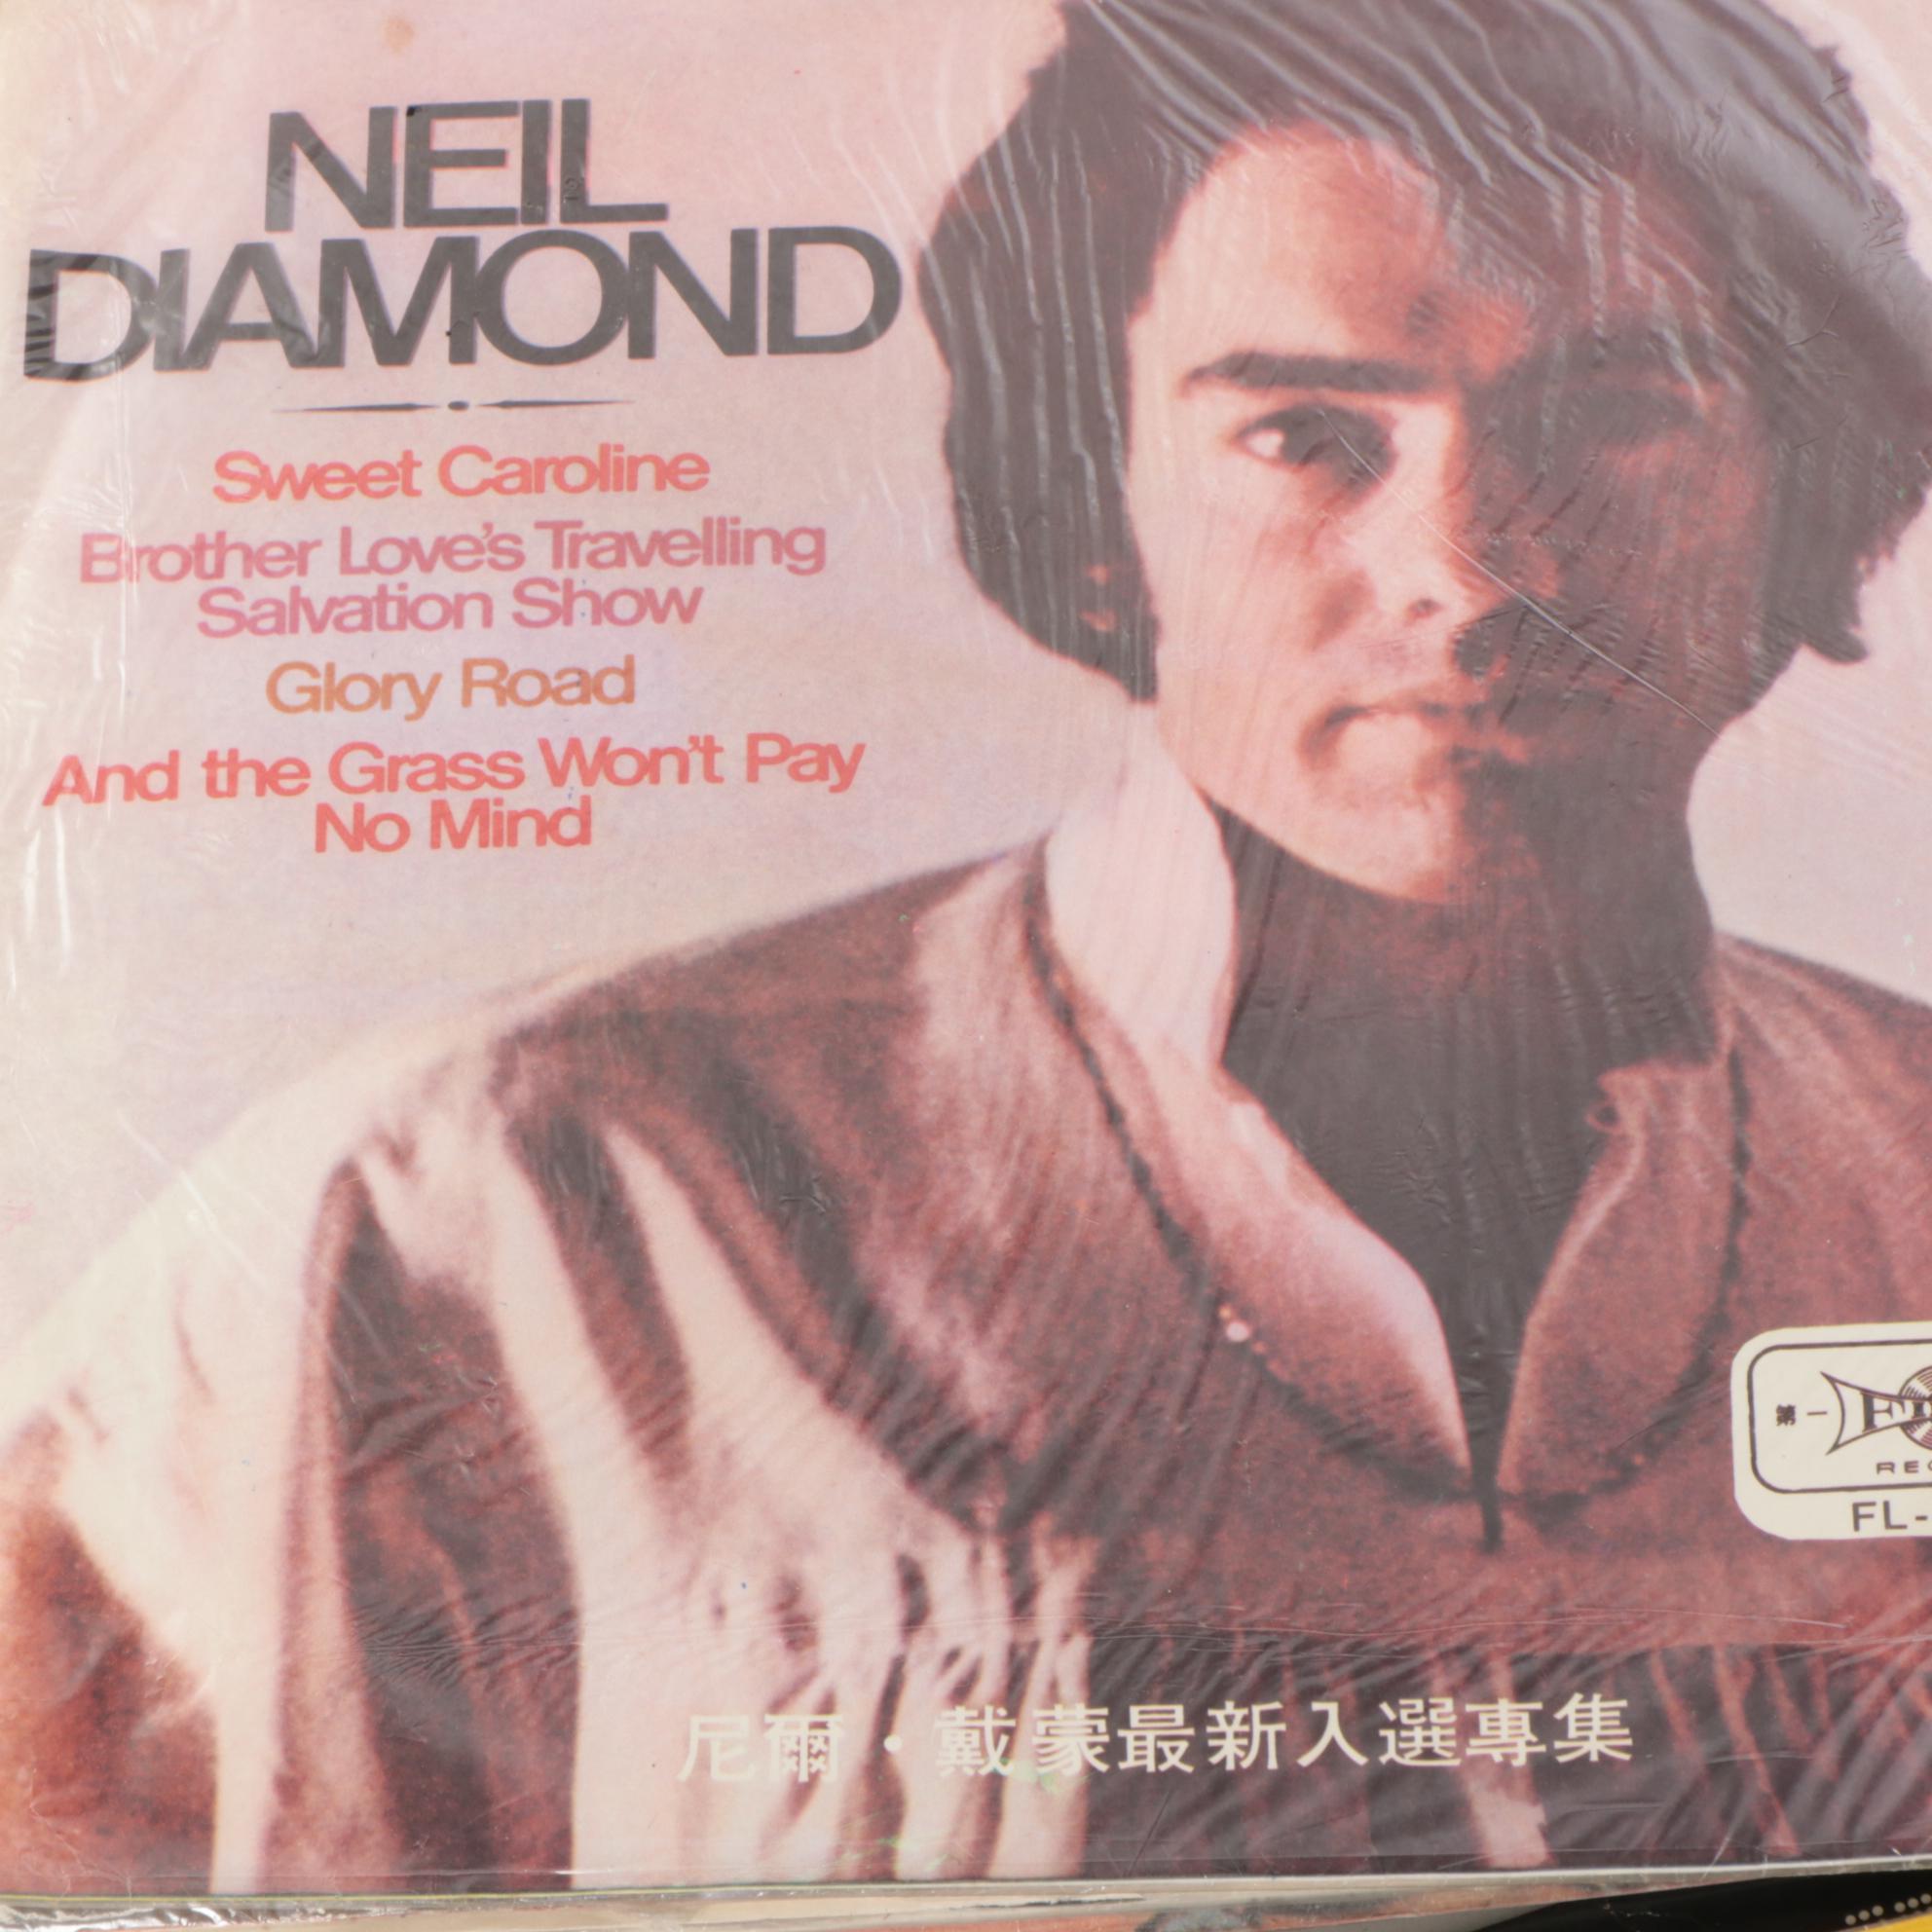 NEIL
DIAMOND
Sweet Caroline
Brother Love's Travelling
Salvation Show
Glory Road
And the Grass Won't Pay
No Mind
第一
FL-
尼爾·戴蒙最新入選專集